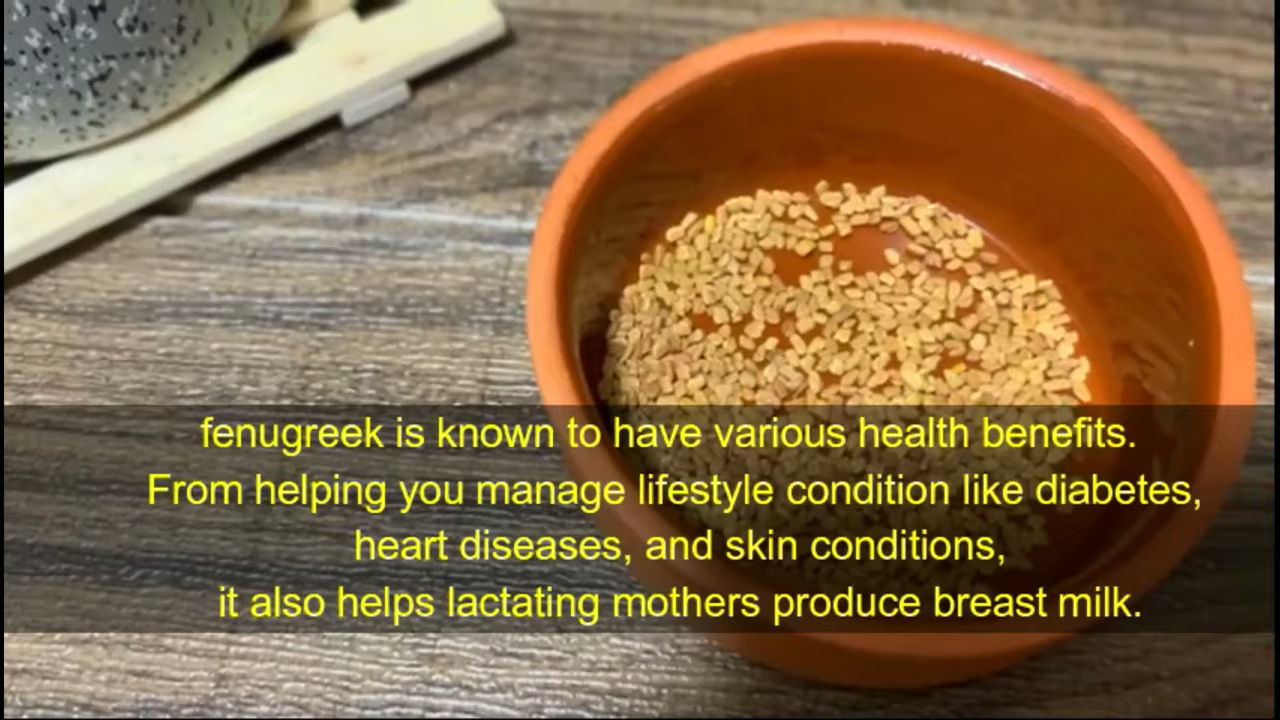 fenugreek is known to have various health benefits.
From helping you manage lifestyle condition like diabetes,
heart diseases, and skin conditions,
it also helps lactating mothers produce breast milk.